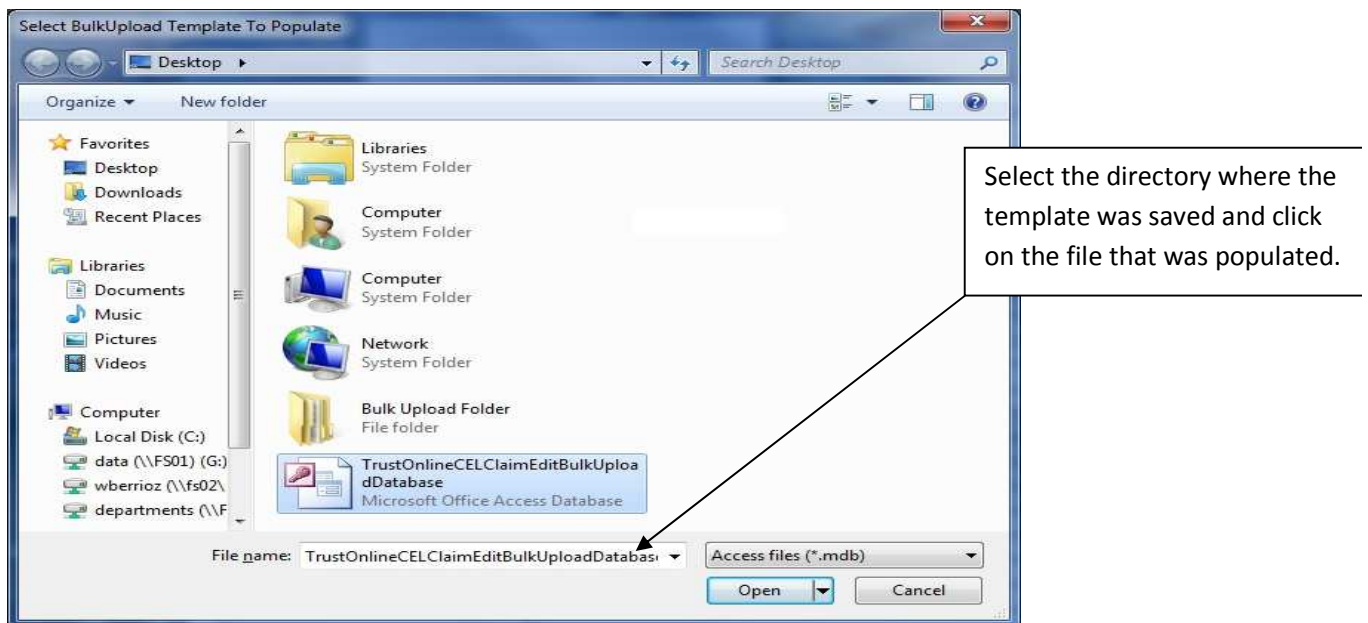 Select BulkUpload Template To Populate
Desktop
Search Desktop
Organize
New folder
Favorites
Desktop
Downloads
Recent Places
Libraries
Documents
Music
Pictures
Videos
Computer
Local Disk (C:)
data (\\FS01) (G:)
wberrioz (\\fs02\
departments (\\F
Libraries
System Folder
Computer
System Folder
Computer
System Folder
Network
System Folder
Bulk Upload Folder
File folder
TrustOnlineCELClaimEditBulkUploa
dDatabase
Microsoft Office Access Database
File name: TrustOnlineCELClaimEditBulkUploadDatabas
Access files (*.mdb)
Open
Cancel
Select the directory where the
template was saved and click
on the file that was populated.